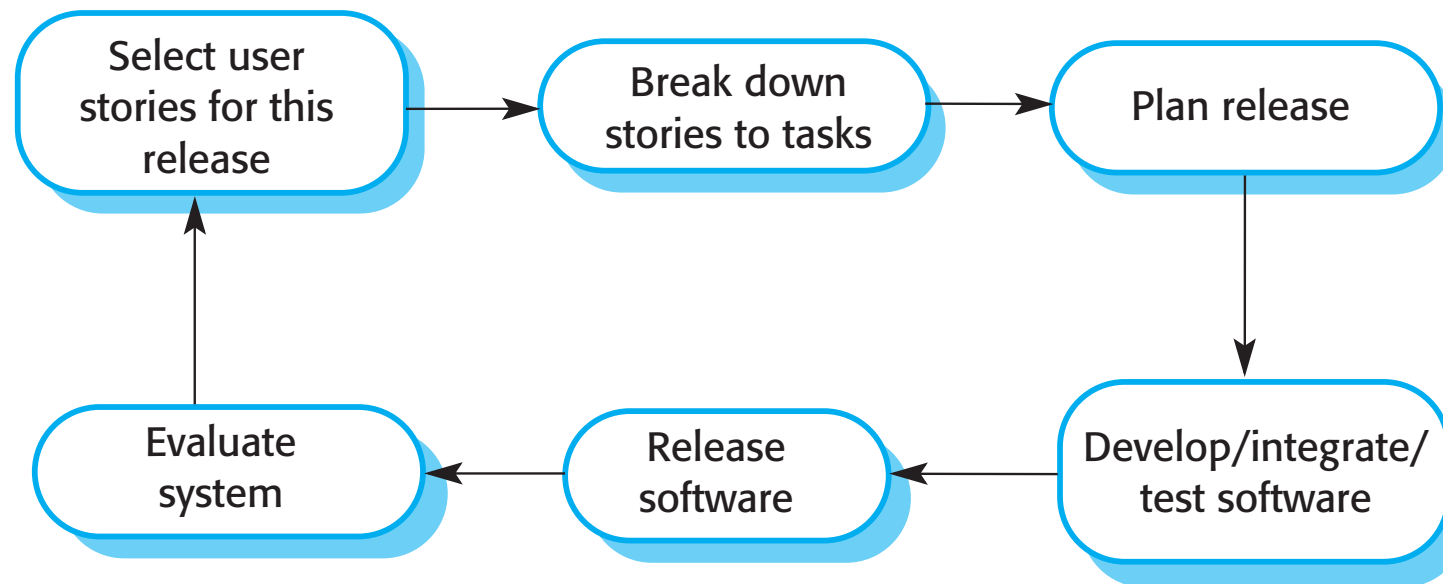 Select user
stories for this
release
Break down
stories to tasks
Plan release
Evaluate
system
Release
software
Develop/integrate/
test software